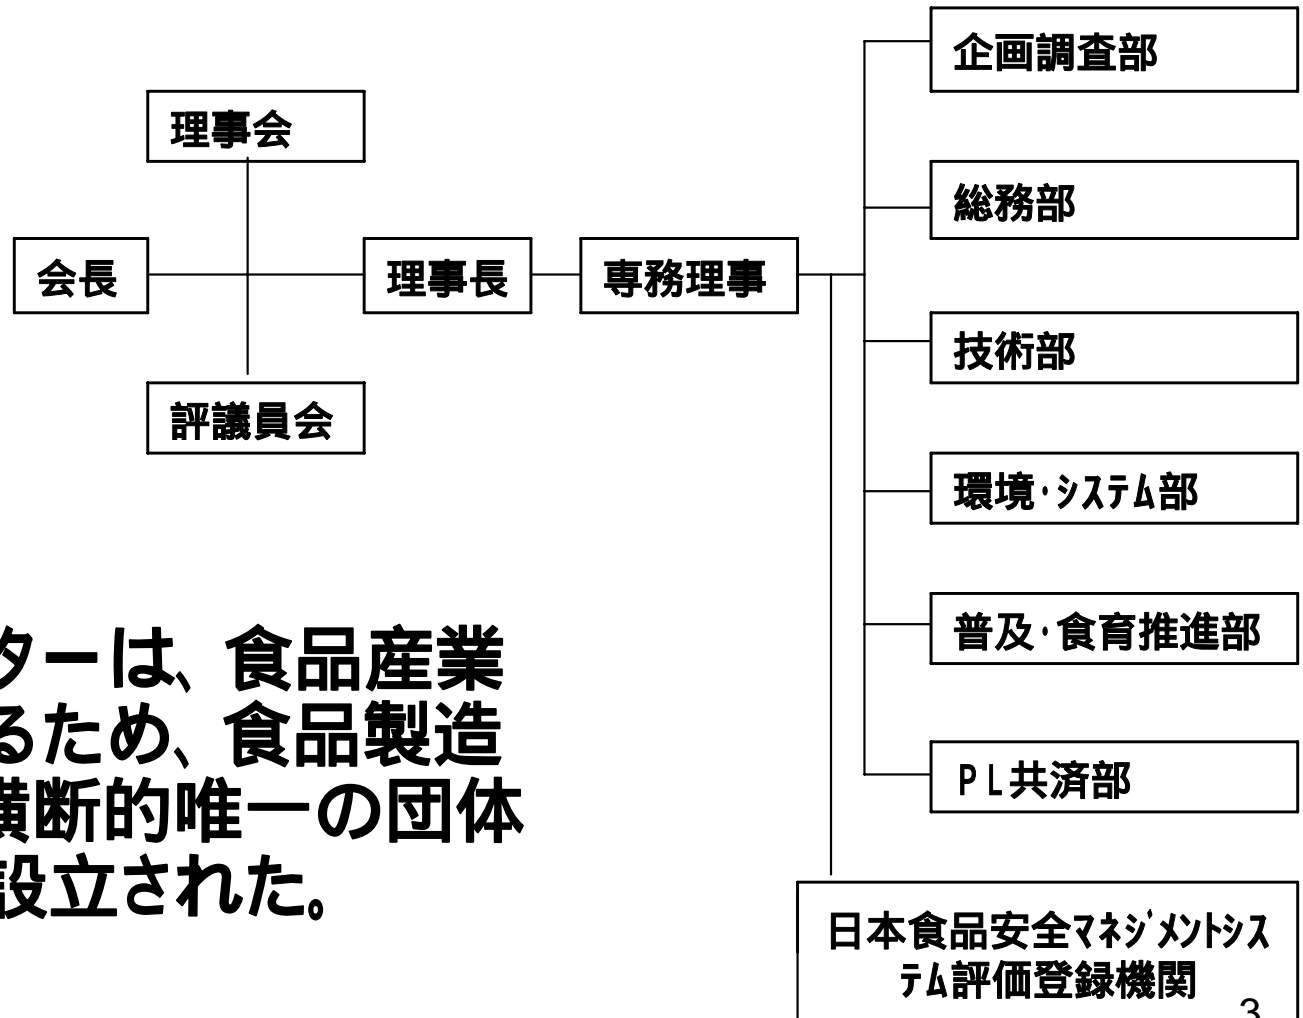 企画調査部
理事会
総務部
会長
理事長
専務理事
技術部
評議員会
環境・ｼｽﾃﾑ部
普及・食育推進部
ターは、食品産業
るため、食品製造
横断的唯一の団体
設立された。
ＰＬ共済部
日本食品安全ﾏﾈｼﾞﾒﾝﾄｼｽ
ﾃﾑ評価登録機関
3